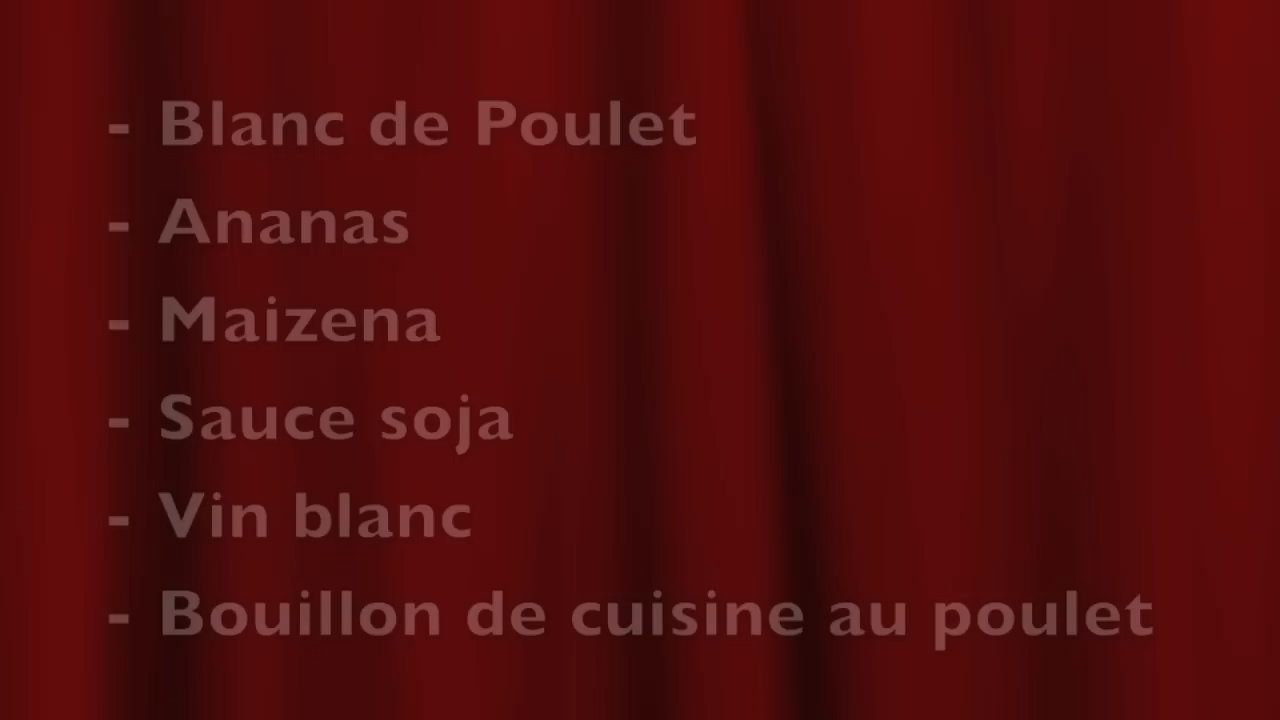 - Blanc de Poulet
- Ananas
- Maizena
- Sauce soja
- Vin blanc
- Bouillon de cuisine au poulet